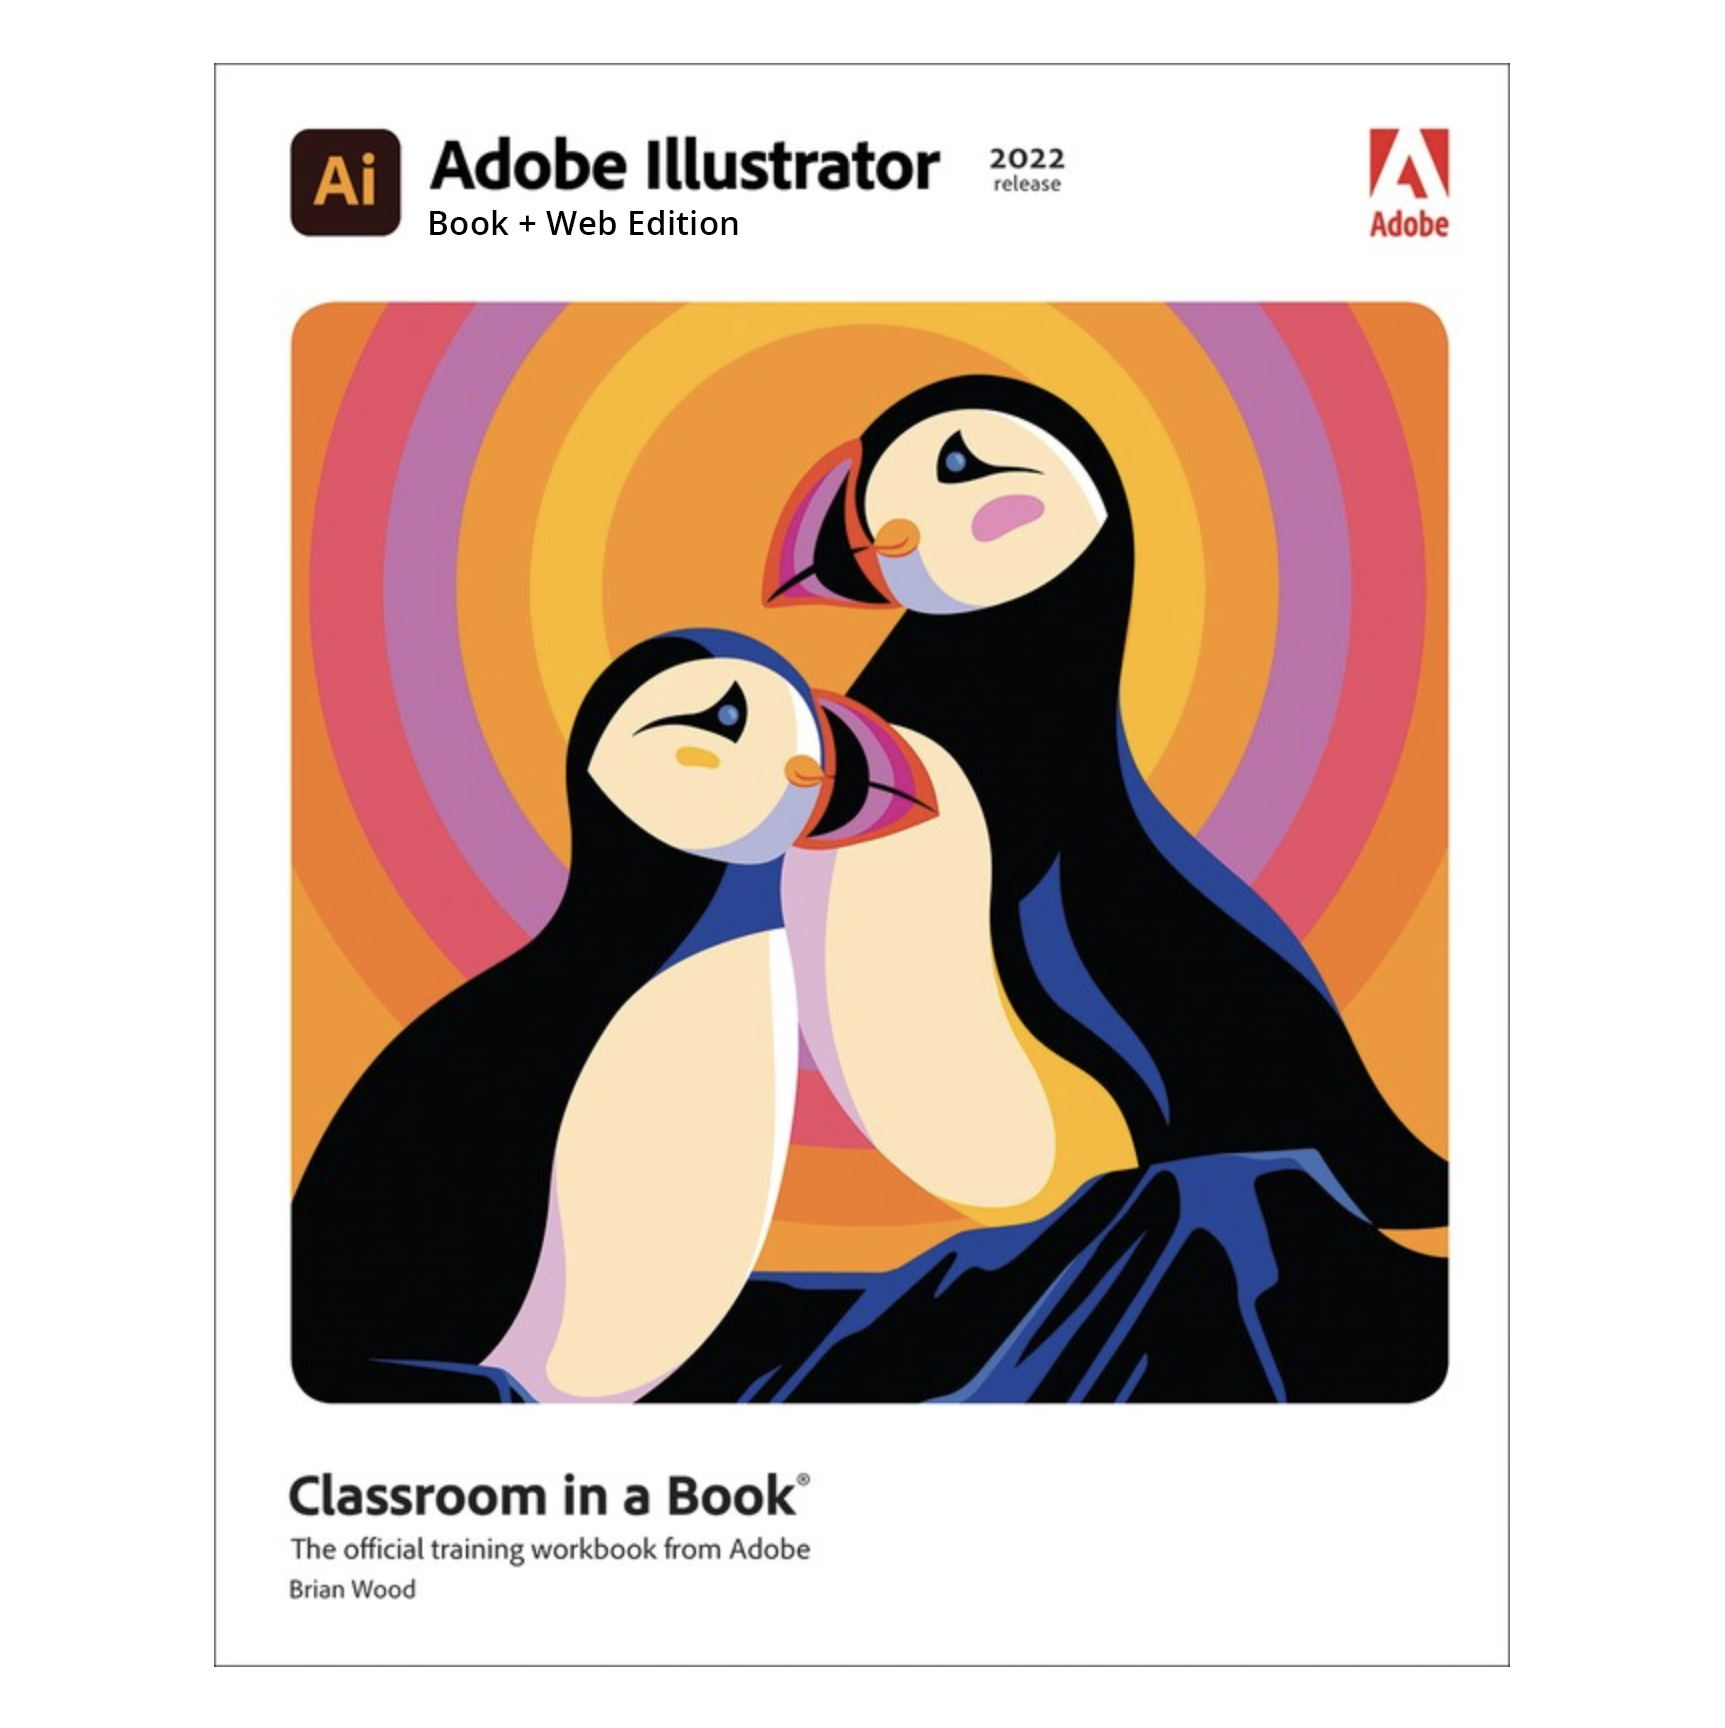 Ai
Adobe Illustrator
2022
release
Book + Web Edition
Adobe
Classroom in a Book®
The official training workbook from Adobe
Brian Wood